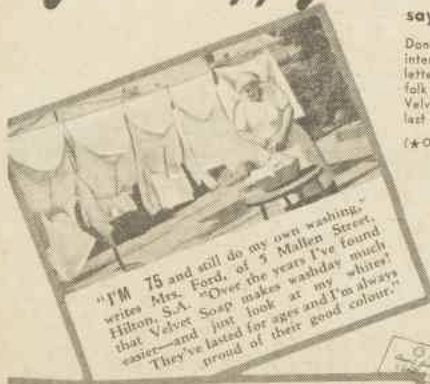 say
Don
inter
lette
folk
Velv
last
(★O
"I'M 75 and still do my own washing,"
writes Mrs. Ford, of 5 Mallen Street,
Hilton, S.A. "Over the years I've found
that Velvet Soap makes washday much
easier—and just look at my whites!
They've lasted for ages and I'm always
proud of their good colour."